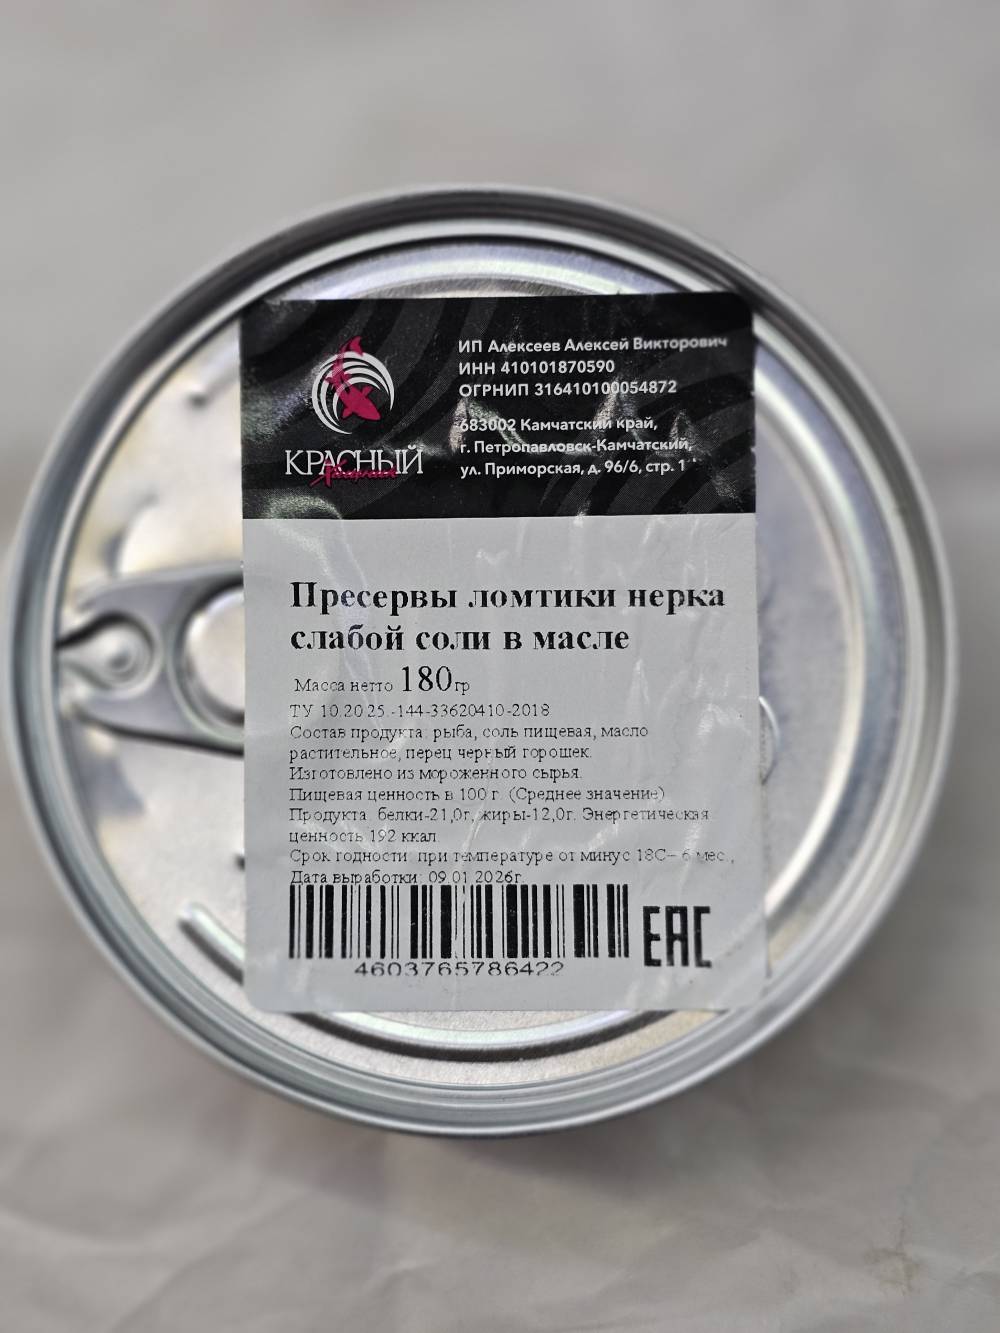 ИП Алексеев Алексей Викторович
ИНН 410101870590
ОГРНИП 316410100054872
683002 Камчатский край,
г. Петропавловск-Камчатский,
ул. Приморская, д. 96/6, стр. 1
КРАСНЫЙ
Пресервы ломтики нерка
слабой соли в масле
Масса нетто 180гр
ТУ 10.20.25.-144-33620410-2018
Состав продукта: рыба, соль пищевая, масло
растительное, перец черный горошек.
Изготовлено из мороженного сырья.
Пищевая ценность в 100 г. (Среднее значение)
Продукта: белки-21,0г, жиры-12,0г. Энергетическая
ценность 192 ккал.
Срок годности: при температуре от минус 18С– 6 мес.,
Дата выработки: 09.01.2026г.
4603765786422
EAC